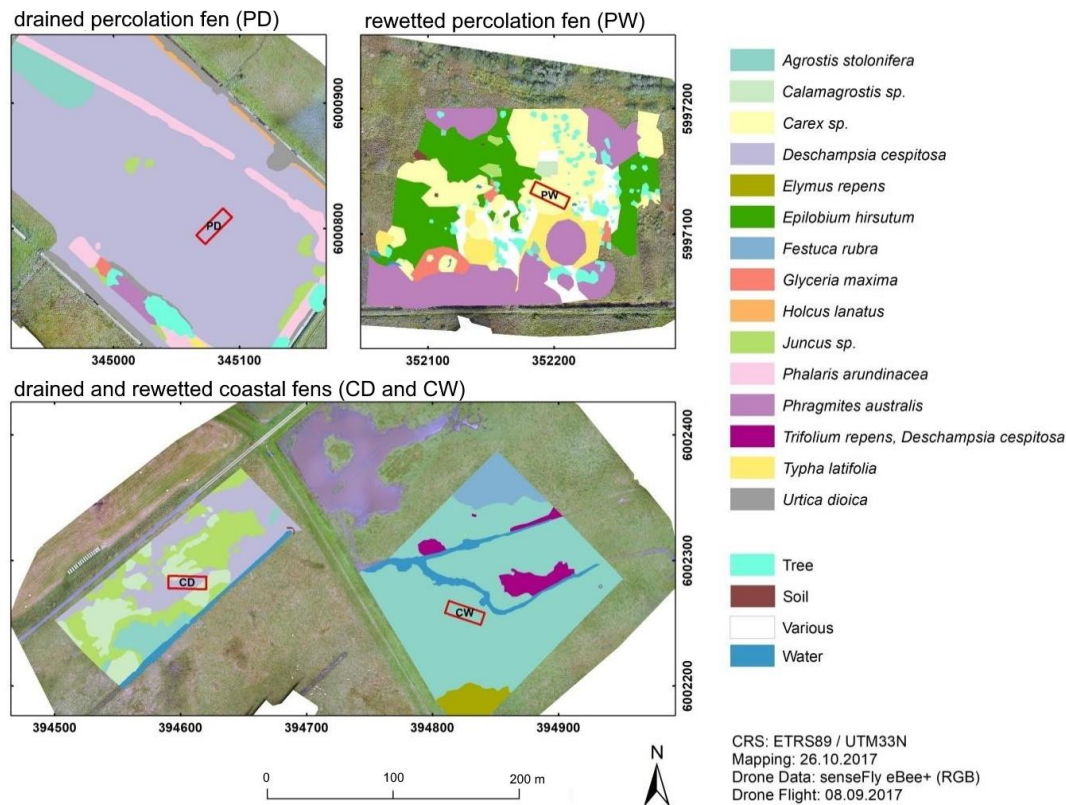 drained percolation fen (PD)
rewetted percolation fen (PW)
PD
6000900
6000800
345000
345100
PW
5997200
5997100
352100
352200
drained and rewetted coastal fens (CD and CW)
CD
CW
6002400
6002300
6002200
394500
394600
394700
394800
394900
Agrostis stolonifera
Calamagrostis sp.
Carex sp.
Deschampsia cespitosa
Elymus repens
Epilobium hirsutum
Festuca rubra
Glyceria maxima
Holcus lanatus
Juncus sp.
Phalaris arundinacea
Phragmites australis
Trifolium repens, Deschampsia cespitosa
Typha latifolia
Urtica dioica
Tree
Soil
Various
Water
0 100 200 m
N
CRS: ETRS89 / UTM33N
Mapping: 26.10.2017
Drone Data: senseFly eBee+ (RGB)
Drone Flight: 08.09.2017